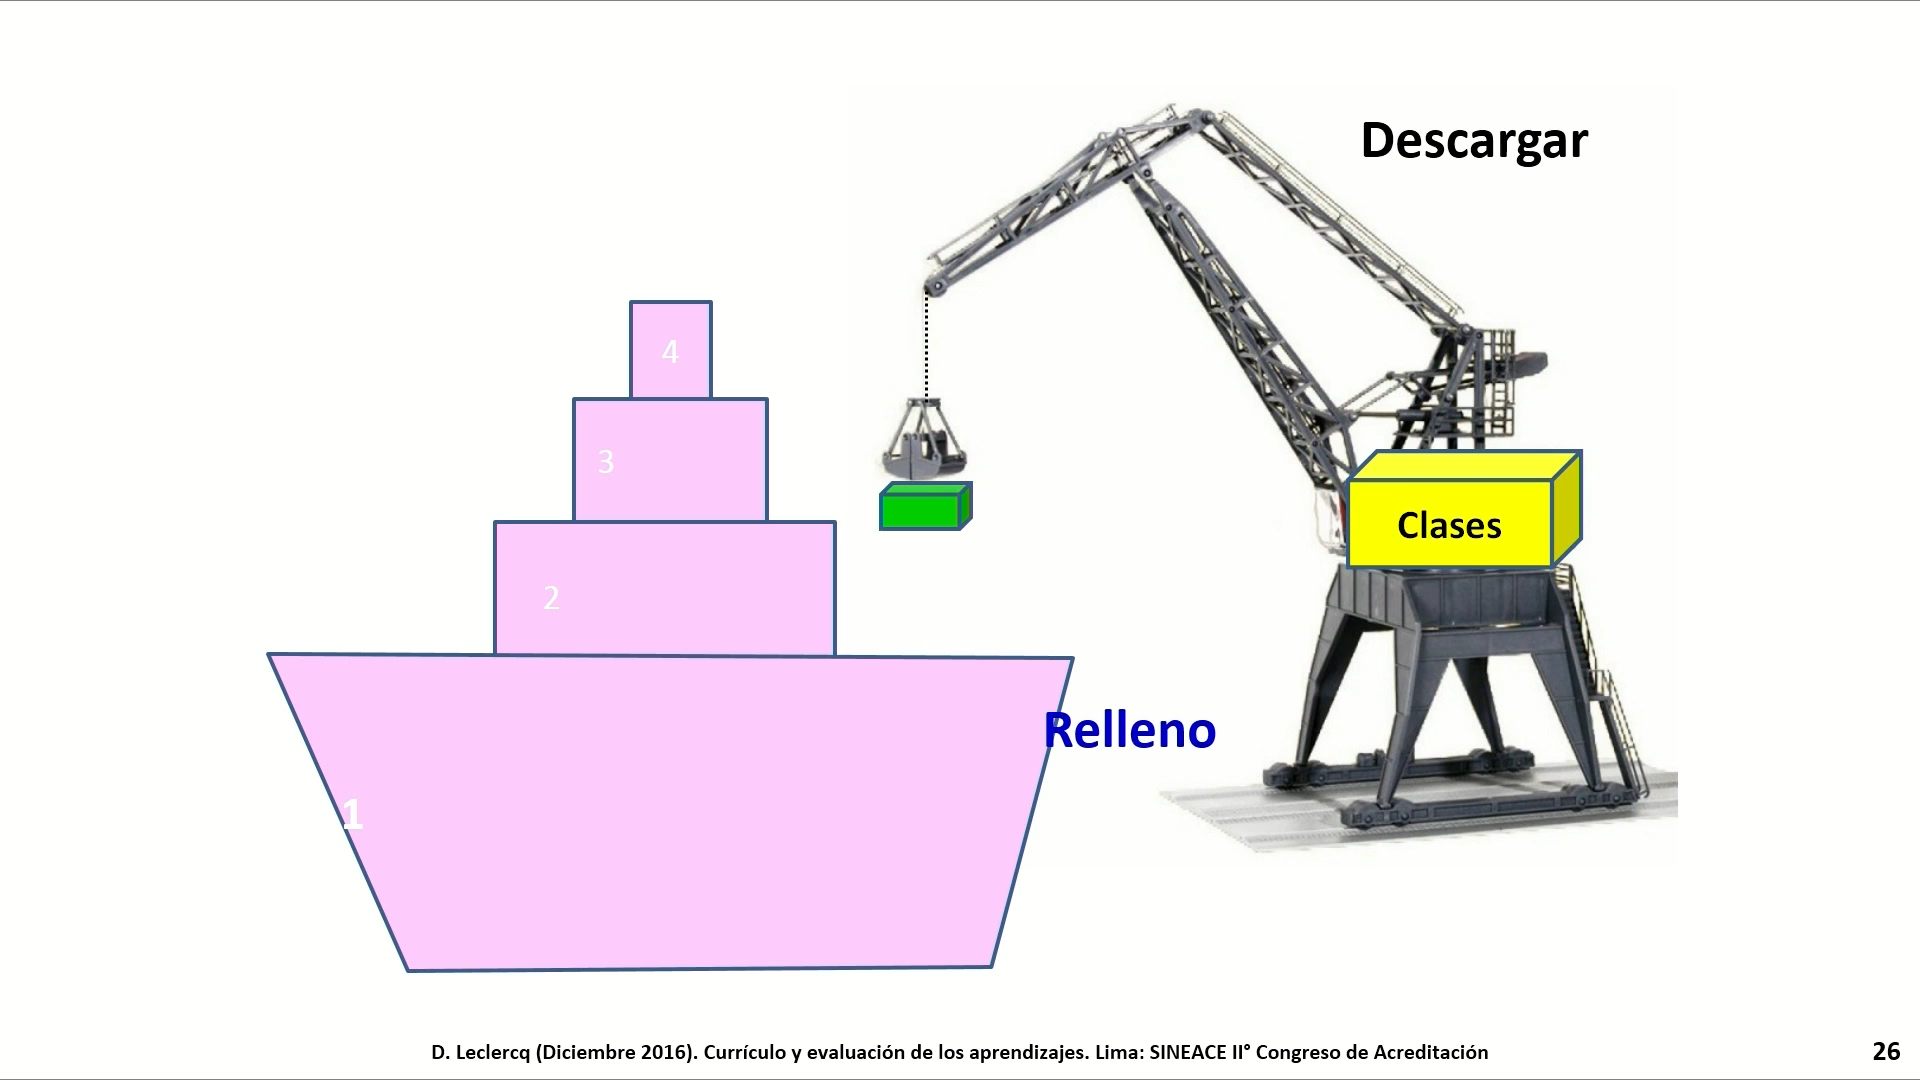 Descargar
4
3
Clases
2
Relleno
1
D. Leclercq (Diciembre 2016). Currículo y evaluación de los aprendizajes. Lima: SINEACE II° Congreso de Acreditación
26